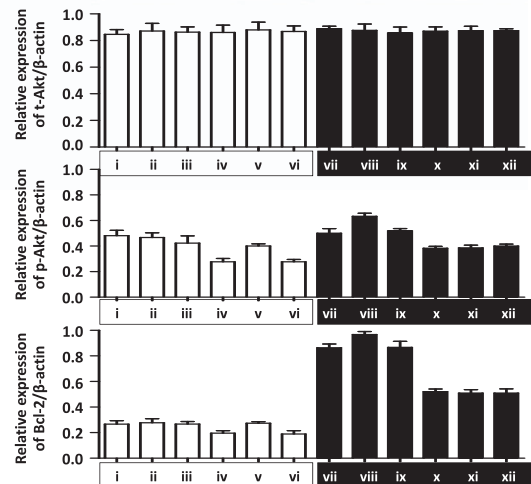 Relative expression
of t-Akt/β-actin
1.0
0.8
0.6
0.4
0.2
0.0
i ii iii iv v vi vii viii ix x xi xii
Relative expression
of p-Akt/β-actin
1.0
0.8
0.6
0.4
0.2
0.0
i ii iii iv v vi vii viii ix x xi xii
Relative expression
of Bcl-2/β-actin
1.0
0.8
0.6
0.4
0.2
0.0
i ii iii iv v vi vii viii ix x xi xii